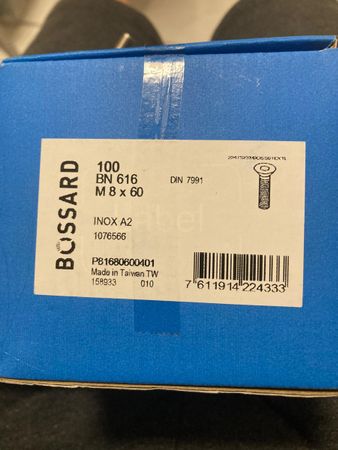 BOSSARD
100
BN 616
M 8 x 60
DIN 7991
INOX A2
1076566
P81680600401
Made in Taiwan TW
158933 010
7 611914 224333